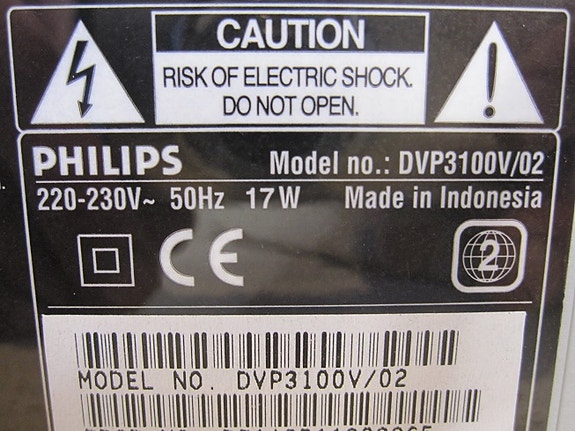 CAUTION
RISK OF ELECTRIC SHOCK.
DO NOT OPEN.
PHILIPS Model no.: DVP3100V/02
220-230V~ 50Hz 17W Made in Indonesia
CE
2
MODEL NO. DVP3100V/02